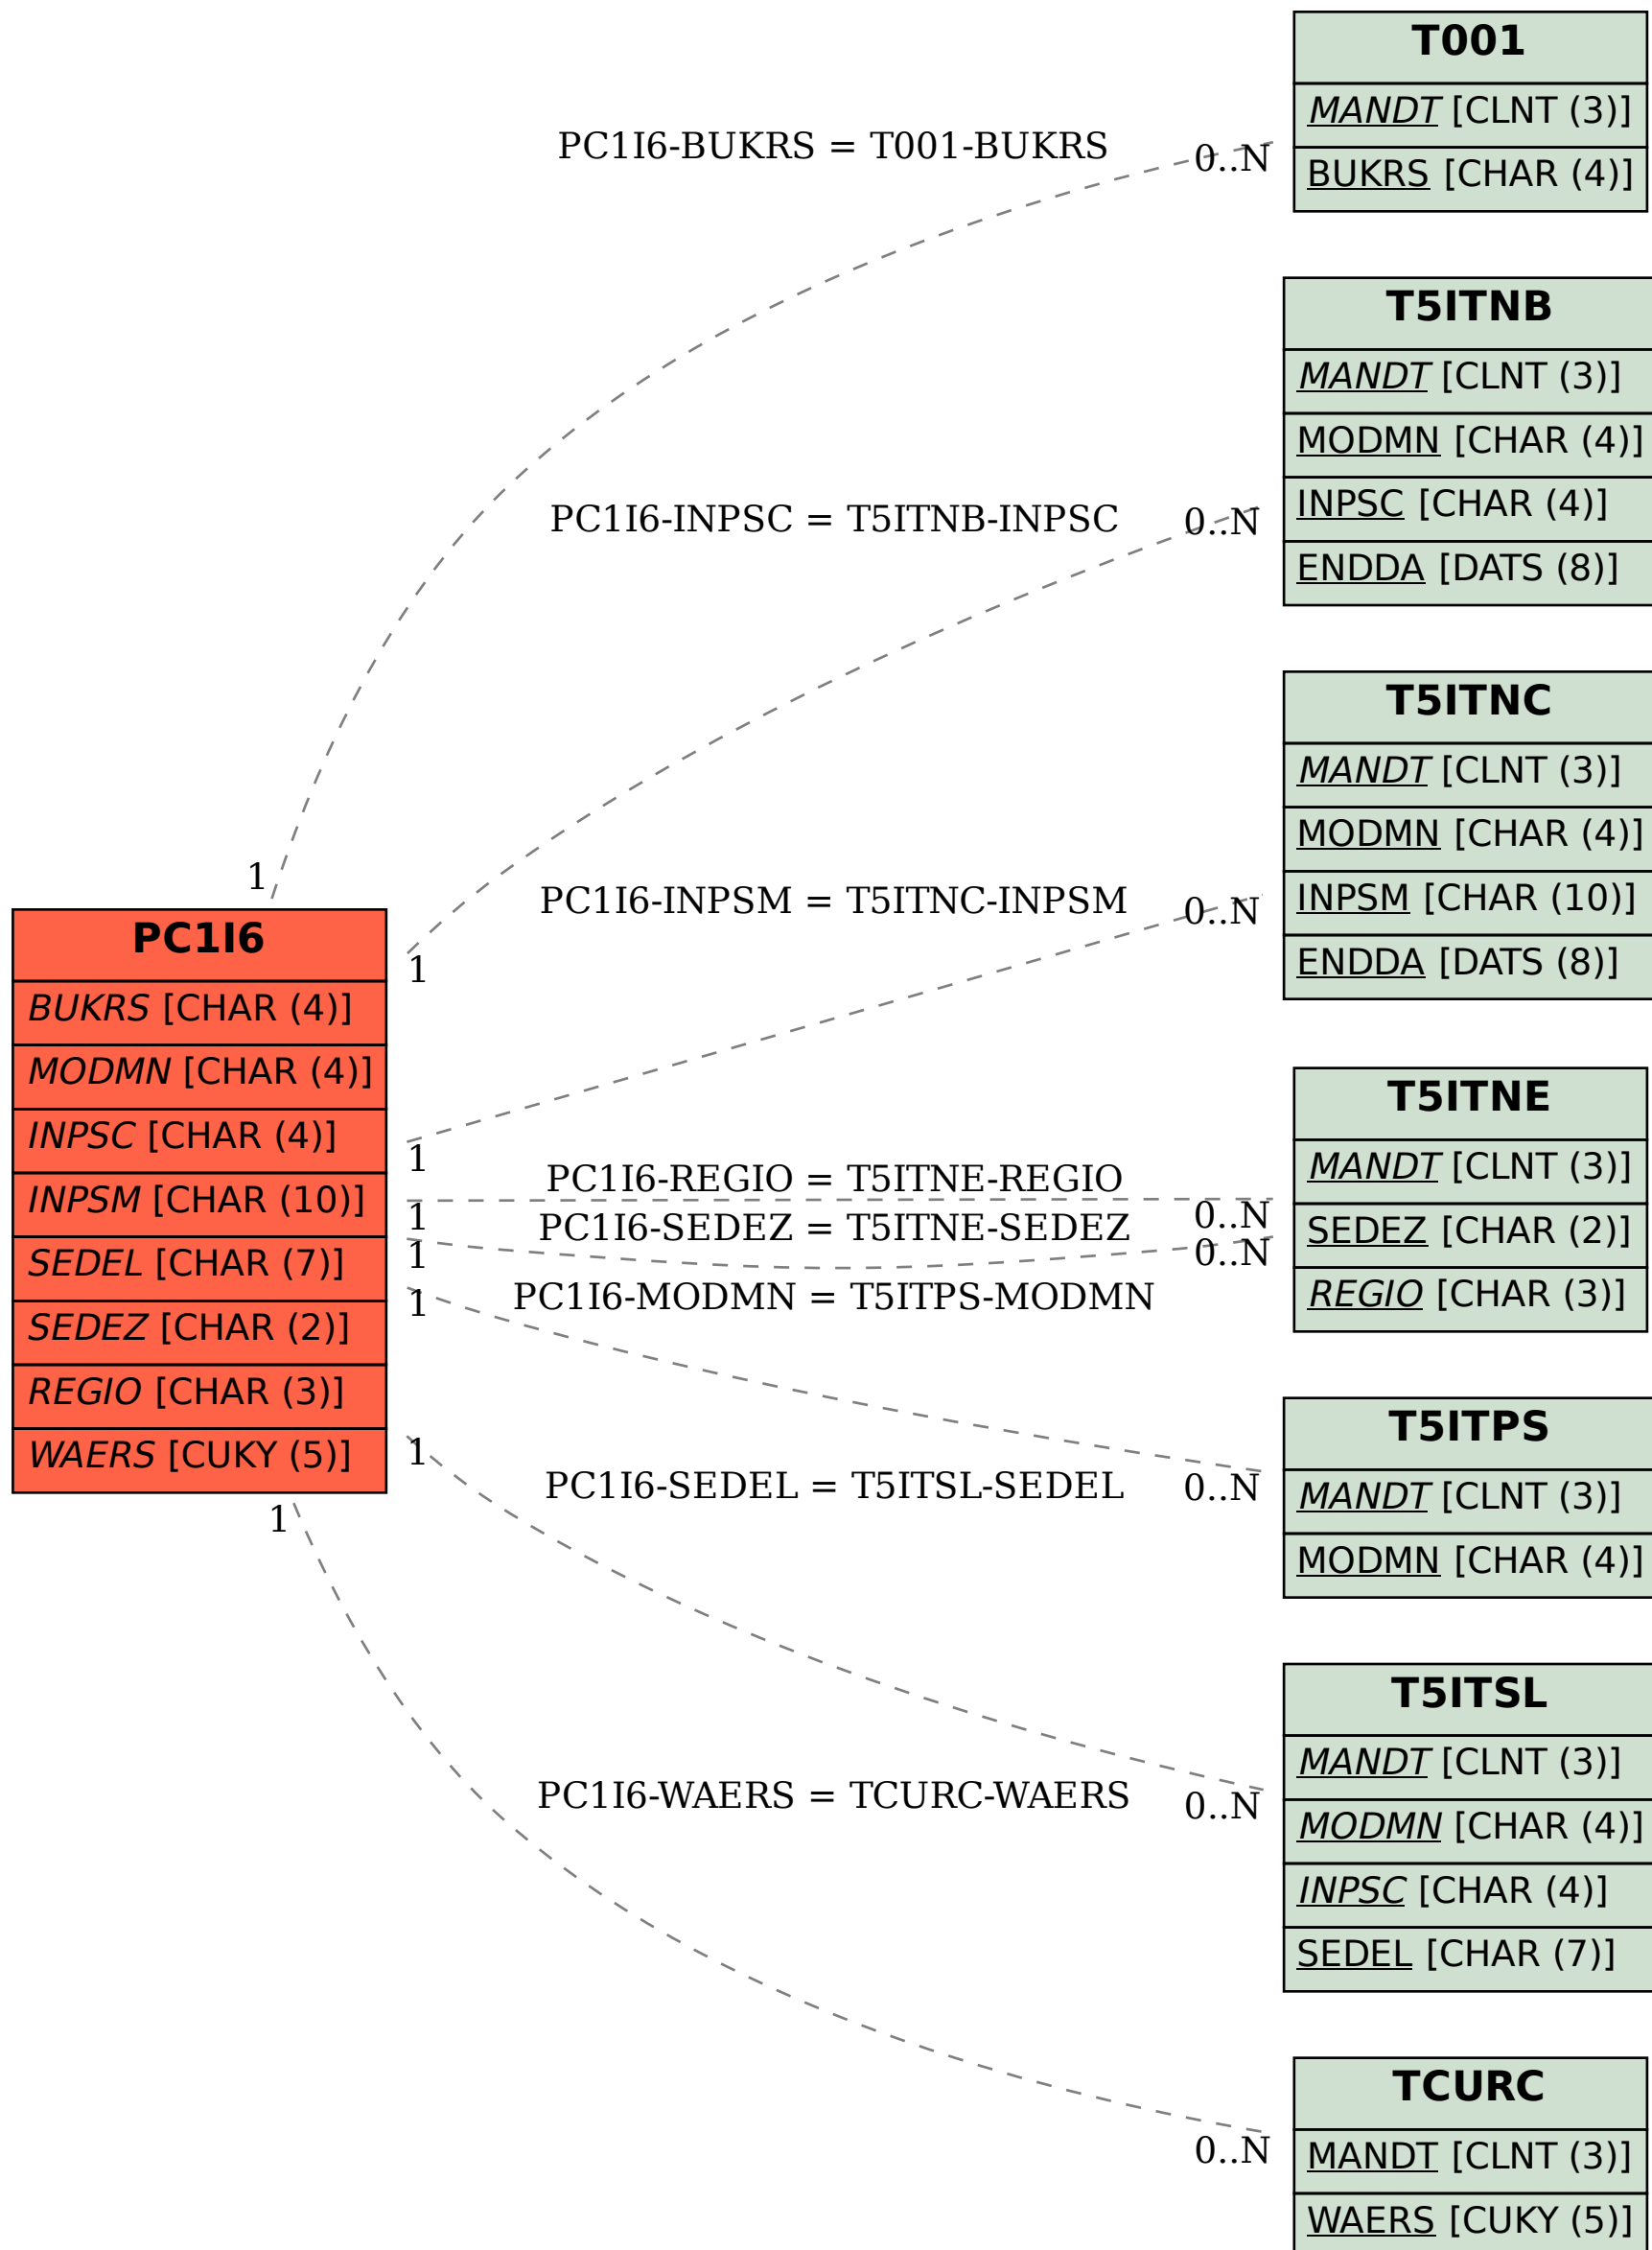 T001
MANDT [CLNT (3)]
BUKRS [CHAR (4)]
PC1I6-BUKRS = T001-BUKRS
0..N
1
T5ITNB
MANDT [CLNT (3)]
MODMN [CHAR (4)]
INPSC [CHAR (4)]
ENDDA [DATS (8)]
PC1I6-INPSC = T5ITNB-INPSC
0..N
1
T5ITNC
MANDT [CLNT (3)]
MODMN [CHAR (4)]
INPSM [CHAR (10)]
ENDDA [DATS (8)]
PC1I6-INPSM = T5ITNC-INPSM
0..N
1
PC1I6
BUKRS [CHAR (4)]
MODMN [CHAR (4)]
INPSC [CHAR (4)]
INPSM [CHAR (10)]
SEDEL [CHAR (7)]
SEDEZ [CHAR (2)]
REGIO [CHAR (3)]
WAERS [CUKY (5)]
T5ITNE
MANDT [CLNT (3)]
SEDEZ [CHAR (2)]
REGIO [CHAR (3)]
PC1I6-REGIO = T5ITNE-REGIO
0..N
1
PC1I6-SEDEZ = T5ITNE-SEDEZ
0..N
1
PC1I6-MODMN = T5ITPS-MODMN
0..N
1
T5ITPS
MANDT [CLNT (3)]
MODMN [CHAR (4)]
PC1I6-SEDEL = T5ITSL-SEDEL
0..N
1
T5ITSL
MANDT [CLNT (3)]
MODMN [CHAR (4)]
INPSC [CHAR (4)]
SEDEL [CHAR (7)]
PC1I6-WAERS = TCURC-WAERS
0..N
1
TCURC
MANDT [CLNT (3)]
WAERS [CUKY (5)]